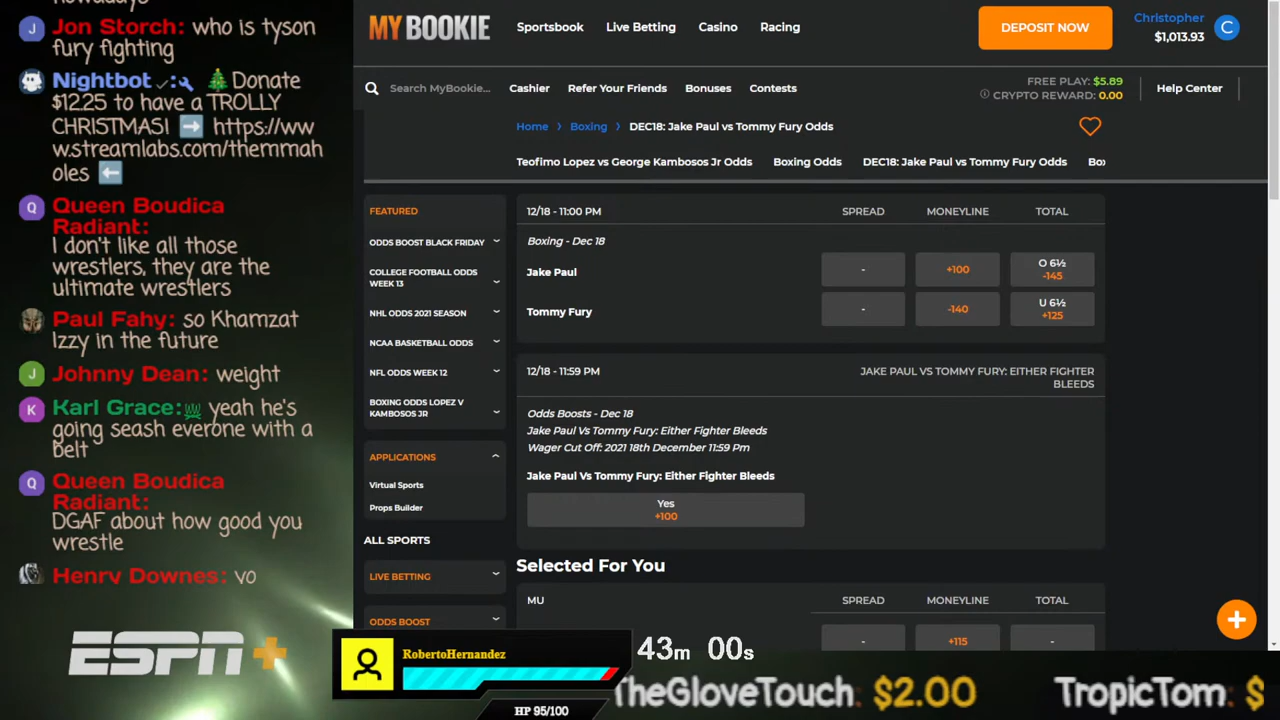 nowadays
Jon Storch: who is tyson
fury fighting
Nightbot : 🎄Donate
$12.25 to have a TROLLY
CHRISTMAS! ➡️ https://ww
w.streamlabs.com/themmah
oles ⬅️
Queen Boudica
Radiant:
I don't like all those
wrestlers, they are the
ultimate wrestlers
Paul Fahy: so Khamzat
Izzy in the future
Johnny Dean: weight
Karl Grace: yeah he's
going seash everone with a
belt
Queen Boudica
Radiant:
DGAF about how good you
wrestle
Henry Downes: yo
ESPN+
MYBOOKIE
Sportsbook Live Betting Casino Racing
DEPOSIT NOW
Christopher
$1,013.93
C
Search MyBookie...
Cashier Refer Your Friends Bonuses Contests
FREE PLAY: $5.89
CRYPTO REWARD: 0.00
Help Center
Home > Boxing > DEC18: Jake Paul vs Tommy Fury Odds
Teofimo Lopez vs George Kambosos Jr Odds Boxing Odds DEC18: Jake Paul vs Tommy Fury Odds Box
FEATURED
ODDS BOOST BLACK FRIDAY
COLLEGE FOOTBALL ODDS
WEEK 13
NHL ODDS 2021 SEASON
NCAA BASKETBALL ODDS
NFL ODDS WEEK 12
BOXING ODDS LOPEZ V
KAMBOSOS JR
APPLICATIONS
Virtual Sports
Props Builder
ALL SPORTS
LIVE BETTING
ODDS BOOST
12/18 - 11:00 PM SPREAD MONEYLINE TOTAL
Boxing - Dec 18
Jake Paul - +100 O 6½
-145
Tommy Fury - -140 U 6½
+125
12/18 - 11:59 PM JAKE PAUL VS TOMMY FURY: EITHER FIGHTER
BLEEDS
Odds Boosts - Dec 18
Jake Paul Vs Tommy Fury: Either Fighter Bleeds
Wager Cut Off: 2021 18th December 11:59 Pm
Jake Paul Vs Tommy Fury: Either Fighter Bleeds
Yes
+100
Selected For You
MU SPREAD MONEYLINE TOTAL
- +115 -
RobertoHernandez
HP 95/100
43m 00s
TheGloveTouch: $2.00 TropicTom: $